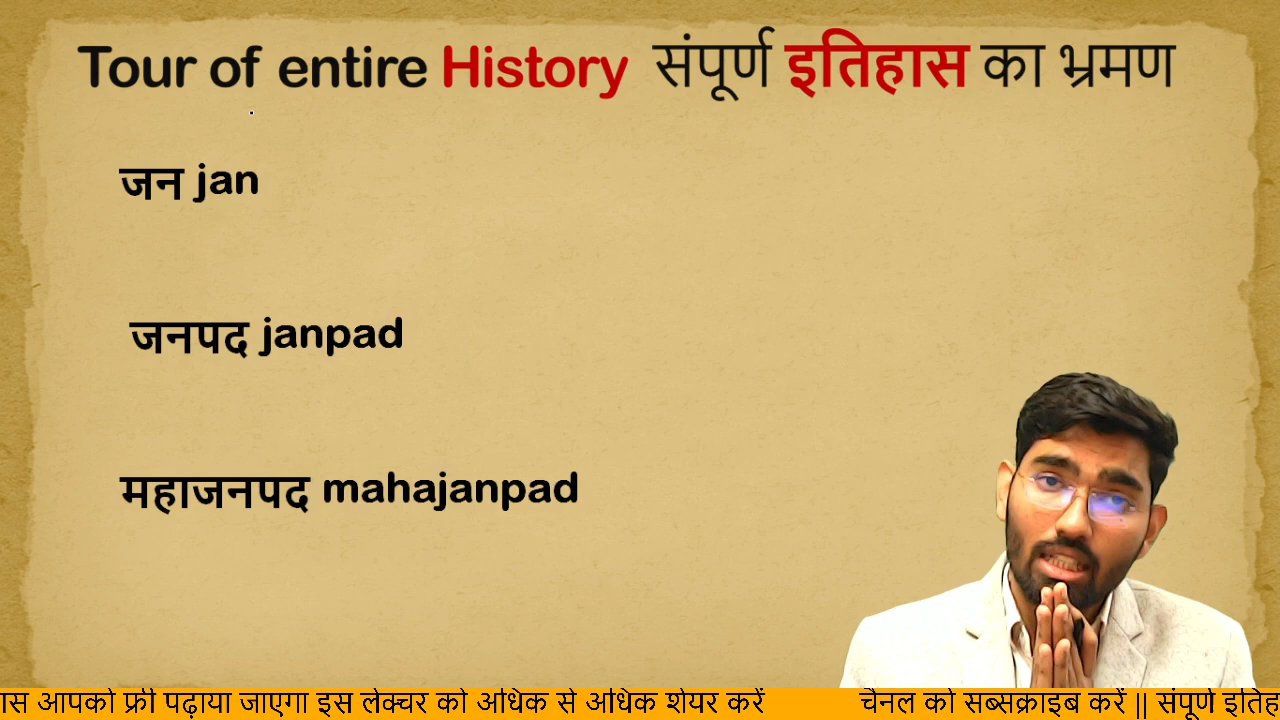 Tour of entire History संपूर्ण इतिहास का भ्रमण
जन jan
जनपद janpad
महाजनपद mahajanpad
आपको फ्री पढ़ाया जाएगा इस लेक्चर को अधिक से अधिक शेयर करें चैनल को सब्सक्राइब करें || संपूर्ण